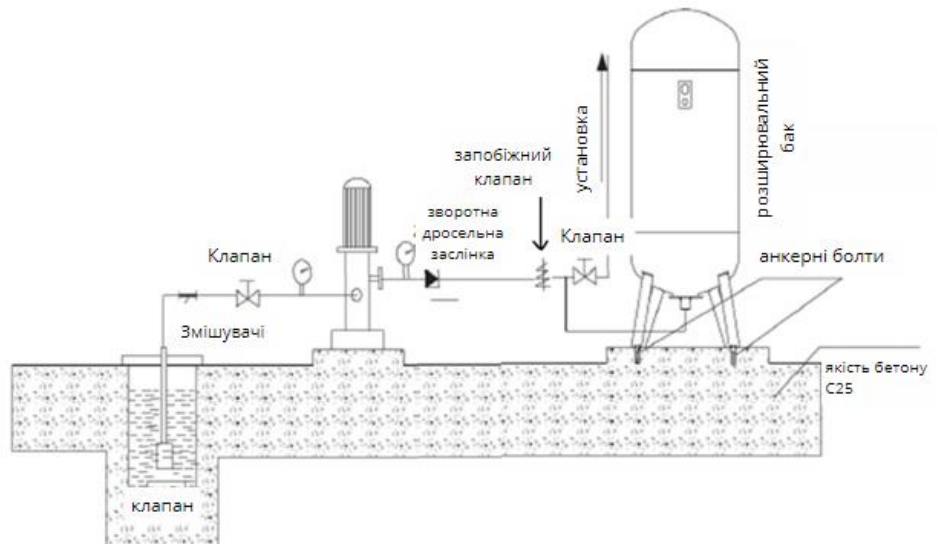 установка
розширювальний
бак
запобіжний
клапан
зворотна
дросельна
заслінка
Клапан
Клапан
анкерні болти
Змішувачі
якість бетону
C25
клапан